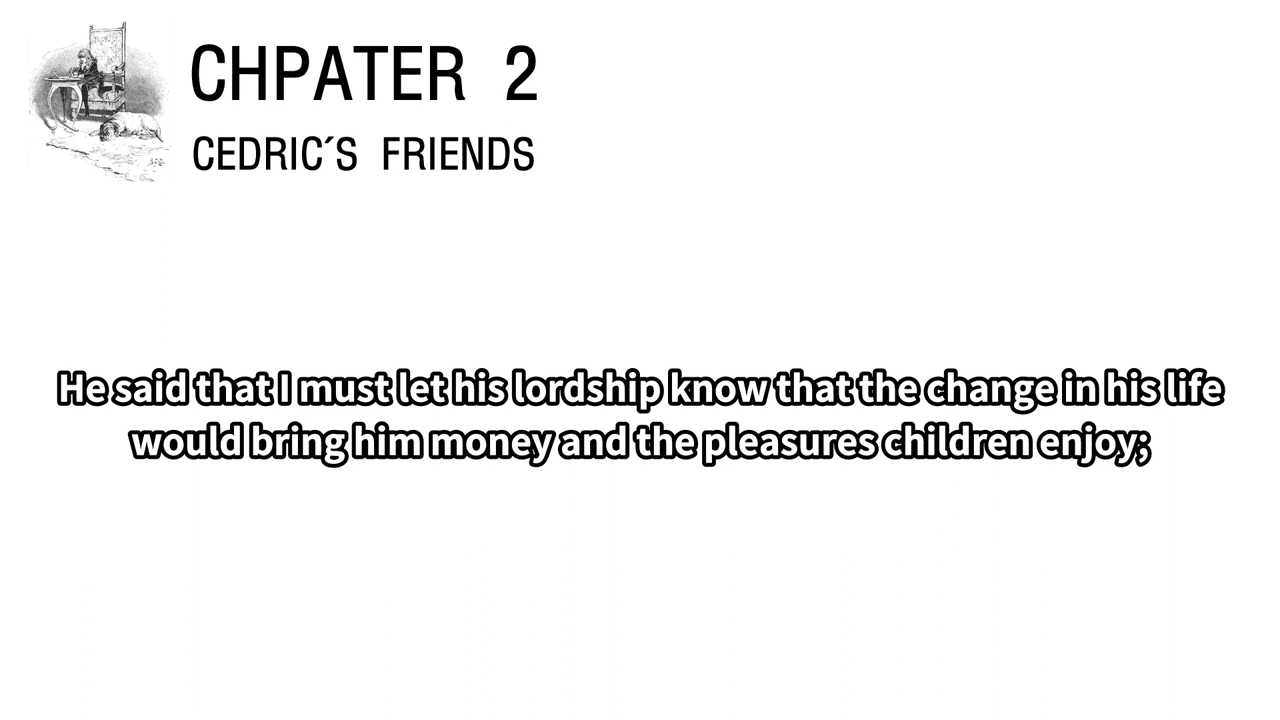 CHPATER 2
CEDRIC´S FRIENDS
He said that I must let his lordship know that the change in his life
would bring him money and the pleasures children enjoy;